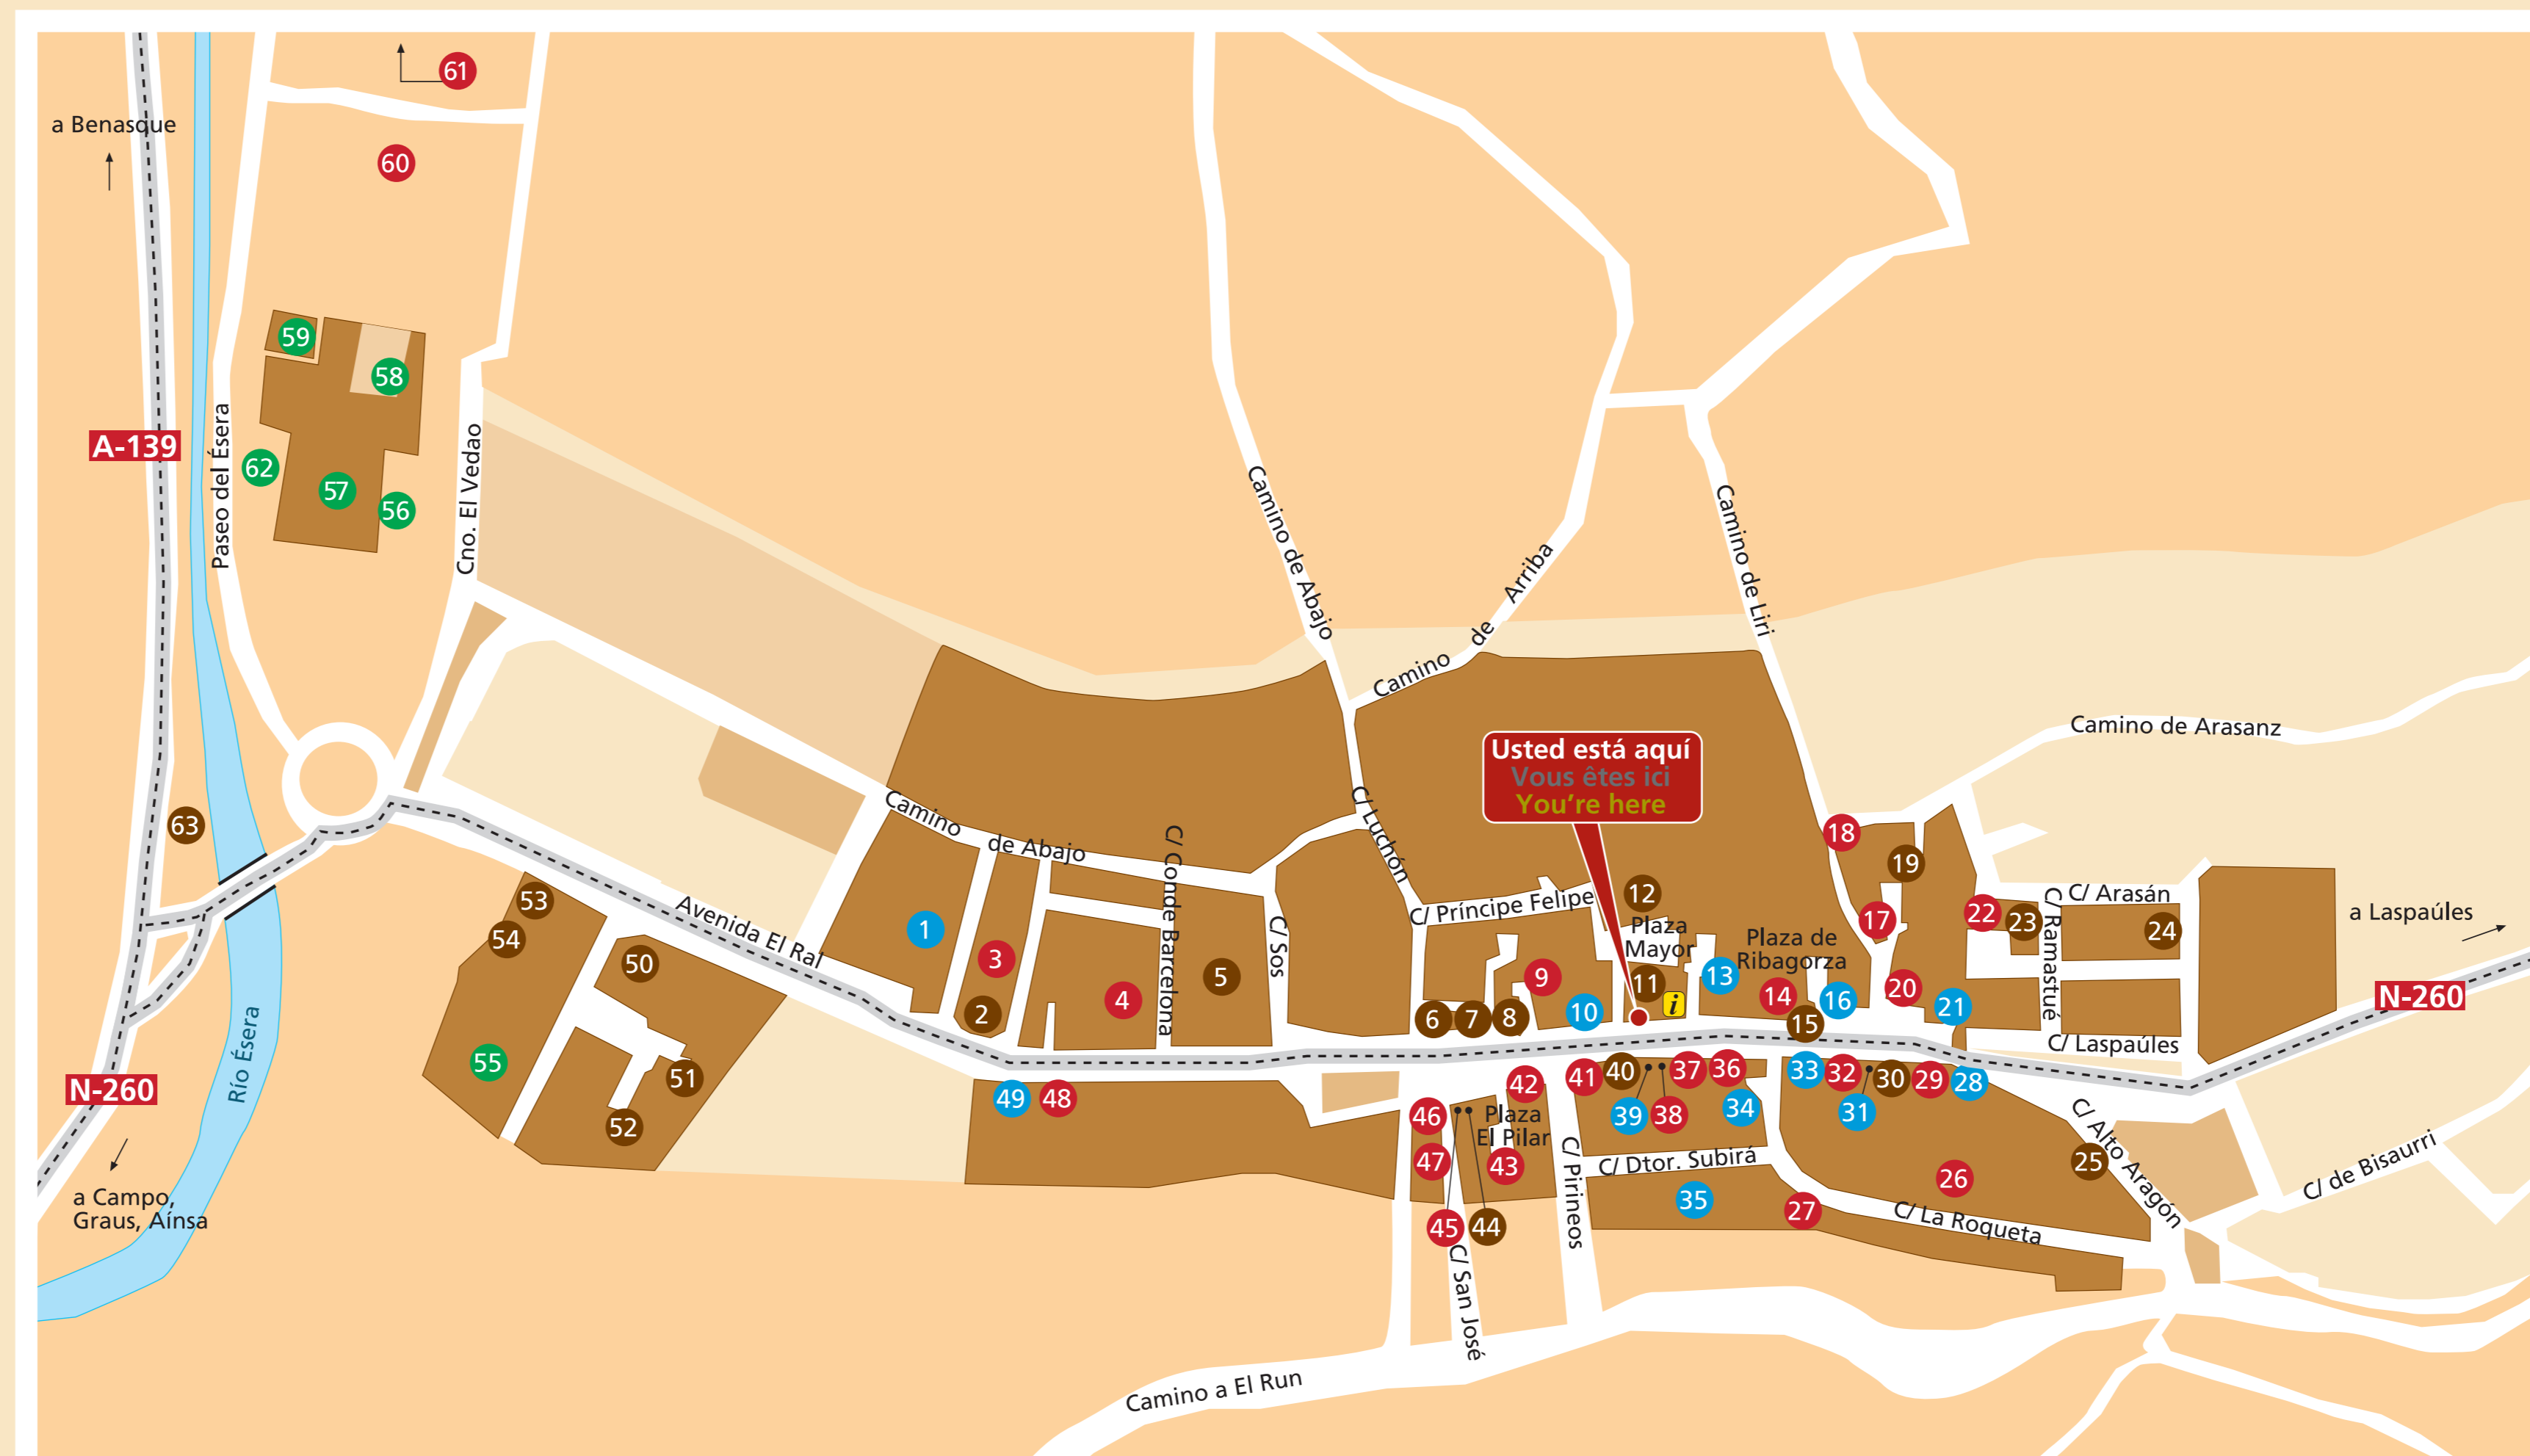 61
a Benasque
60
59
58
A-139
Paseo del Ésera
Cno. El Vedao
62
57
56
Camino de Abajo
Camino de Arriba
Camino de Liri
Camino de Arasanz
Usted está aquí
Vous êtes ici
You're here
63
Camino de Abajo
C/ Luchón
C/ Conde Barcelona
C/ Sos
C/ Príncipe Felipe
12
Plaza
Mayor
Plaza de
Ribagorza
18
19
17
22
23
C/ Arasán
C/ Ramastué
24
a Laspaúles
N-260
53
54
50
Avenida El Ral
1
3
2
4
5
6
7
8
9
10
11
i
13
14
15
16
20
21
C/ Laspaúles
55
51
52
49
48
46
47
42
Plaza
El Pilar
43
45
44
41
40
39
38
37
36
34
33
32
31
30
29
28
C/ Pirineos
C/ Dtor. Subirá
35
27
26
25
C/ Alto Aragón
C/ La Roqueta
C/ de Bisaurri
C/ San José
Camino a El Run
N-260
Río Ésera
a Campo,
Graus, Aínsa